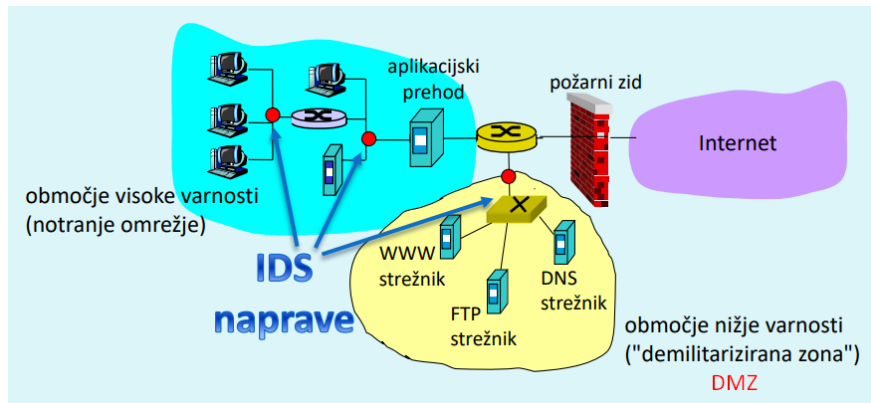 aplikacijski
prehod
požarni zid
Internet
območje visoke varnosti
(notranje omrežje)
IDS
naprave
WWW
strežnik
FTP
strežnik
DNS
strežnik
območje nižje varnosti
("demilitarizirana zona")
DMZ